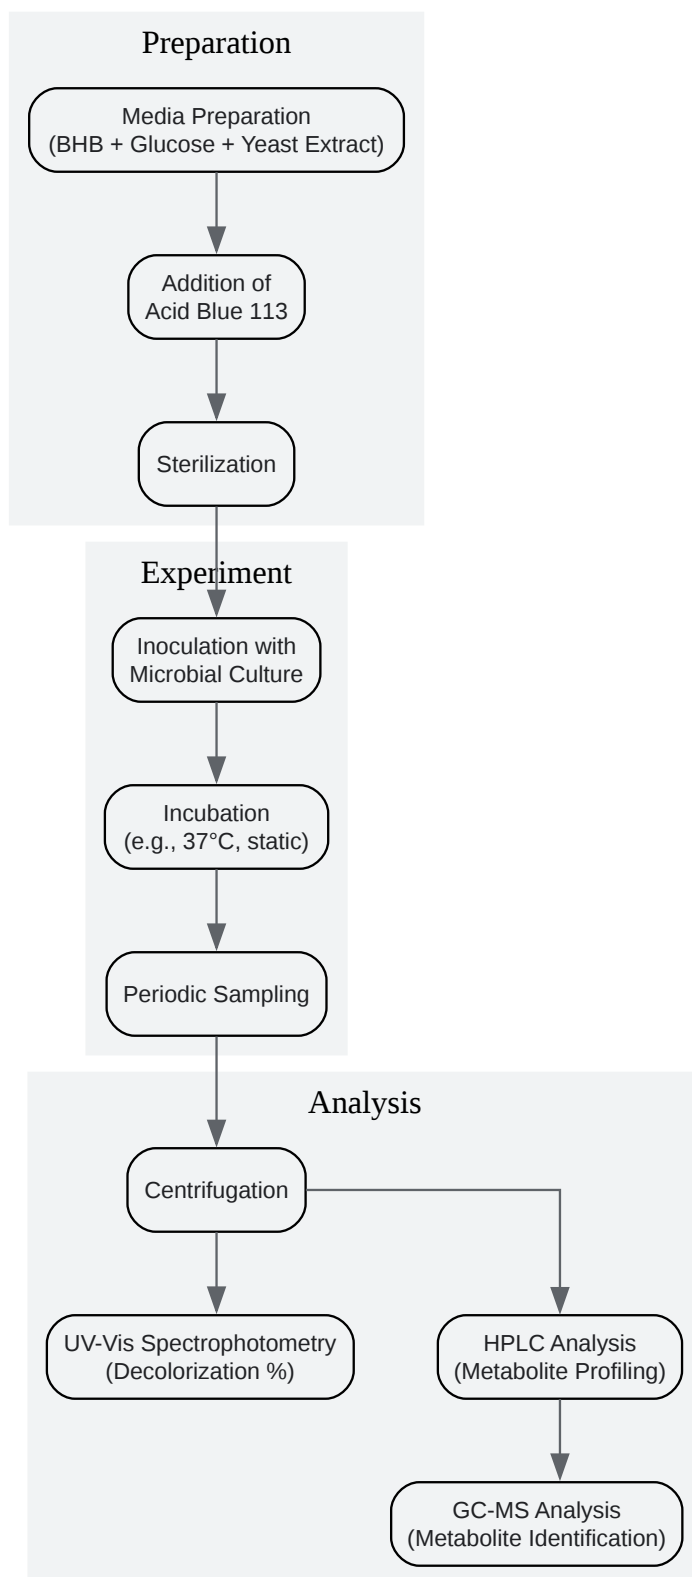 Preparation
Media Preparation
(BHB + Glucose + Yeast Extract)
Addition of
Acid Blue 113
Sterilization
Experiment
Inoculation with
Microbial Culture
Incubation
(e.g., 37°C, static)
Periodic Sampling
Analysis
Centrifugation
UV-Vis Spectrophotometry
(Decolorization %)
HPLC Analysis
(Metabolite Profiling)
GC-MS Analysis
(Metabolite Identification)